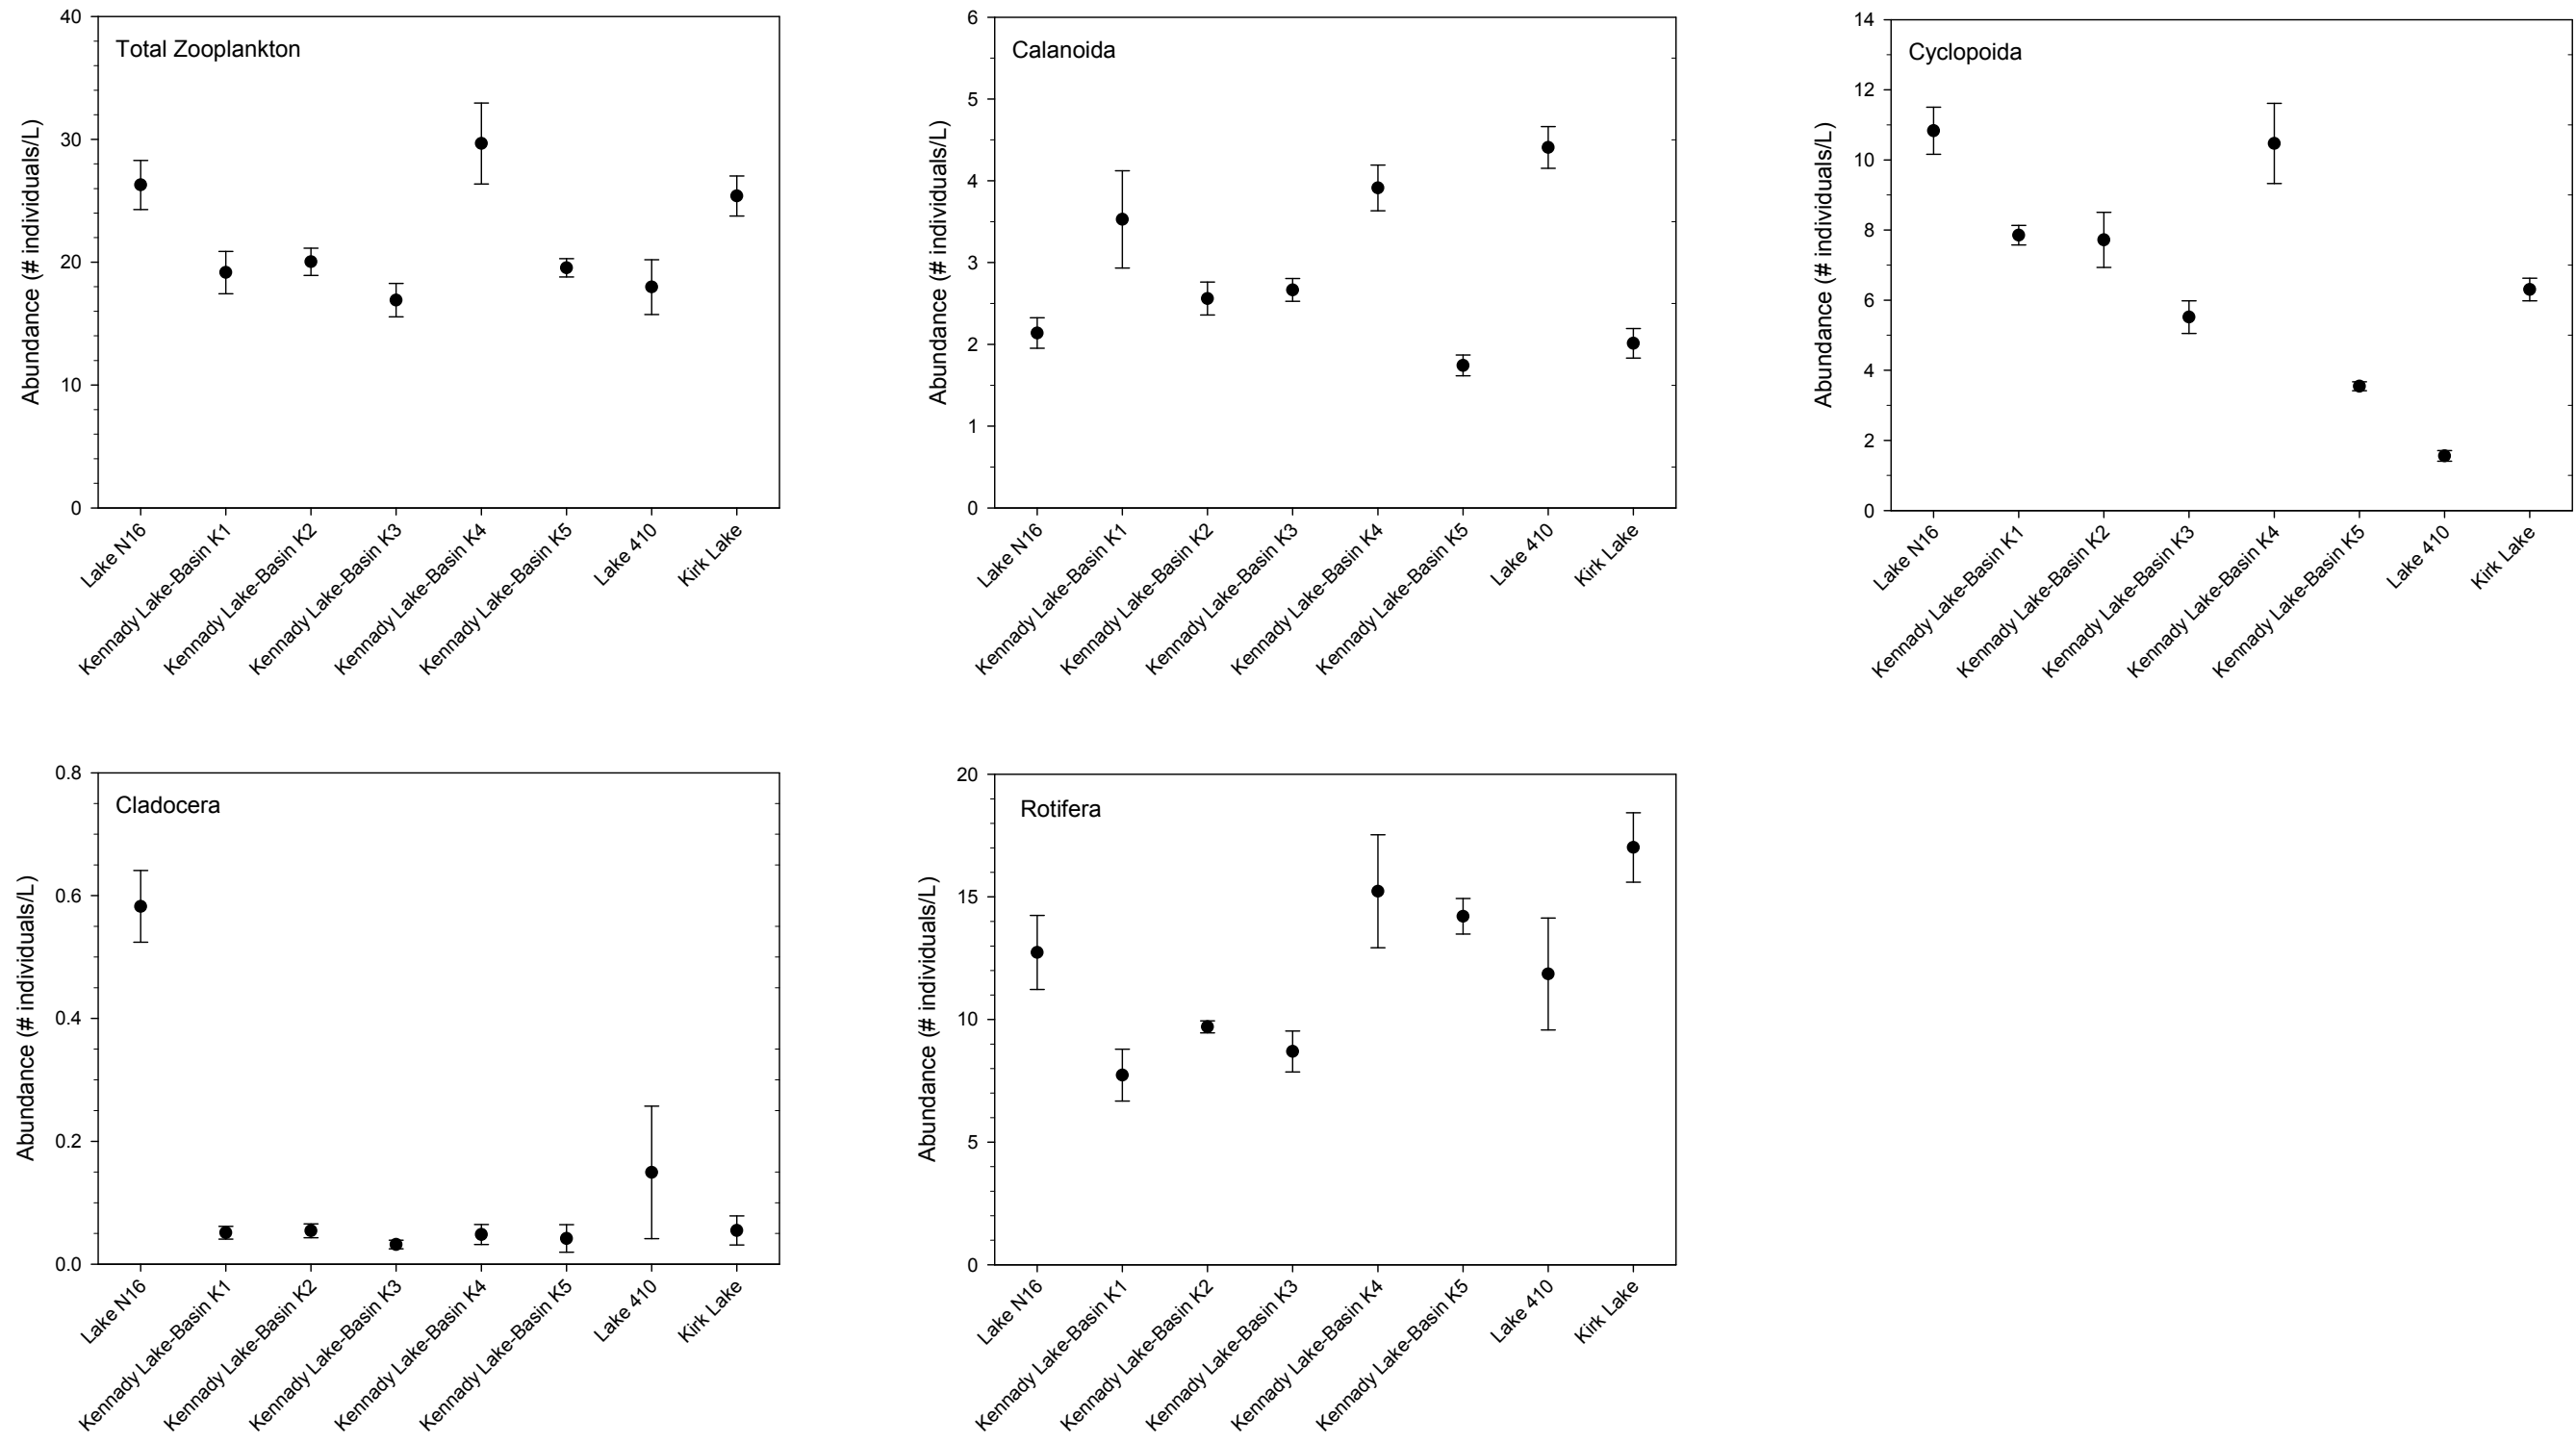 Total Zooplankton
Abundance (# individuals/L)
40
30
20
10
0
Lake N16
Kennady Lake-Basin K1
Kennady Lake-Basin K2
Kennady Lake-Basin K3
Kennady Lake-Basin K4
Kennady Lake-Basin K5
Lake 410
Kirk Lake
Calanoida
Abundance (# individuals/L)
6
5
4
3
2
1
0
Lake N16
Kennady Lake-Basin K1
Kennady Lake-Basin K2
Kennady Lake-Basin K3
Kennady Lake-Basin K4
Kennady Lake-Basin K5
Lake 410
Kirk Lake
Cyclopoida
Abundance (# individuals/L)
14
12
10
8
6
4
2
0
Lake N16
Kennady Lake-Basin K1
Kennady Lake-Basin K2
Kennady Lake-Basin K3
Kennady Lake-Basin K4
Kennady Lake-Basin K5
Lake 410
Kirk Lake
Cladocera
Abundance (# individuals/L)
0.8
0.6
0.4
0.2
0.0
Lake N16
Kennady Lake-Basin K1
Kennady Lake-Basin K2
Kennady Lake-Basin K3
Kennady Lake-Basin K4
Kennady Lake-Basin K5
Lake 410
Kirk Lake
Rotifera
Abundance (# individuals/L)
20
15
10
5
0
Lake N16
Kennady Lake-Basin K1
Kennady Lake-Basin K2
Kennady Lake-Basin K3
Kennady Lake-Basin K4
Kennady Lake-Basin K5
Lake 410
Kirk Lake